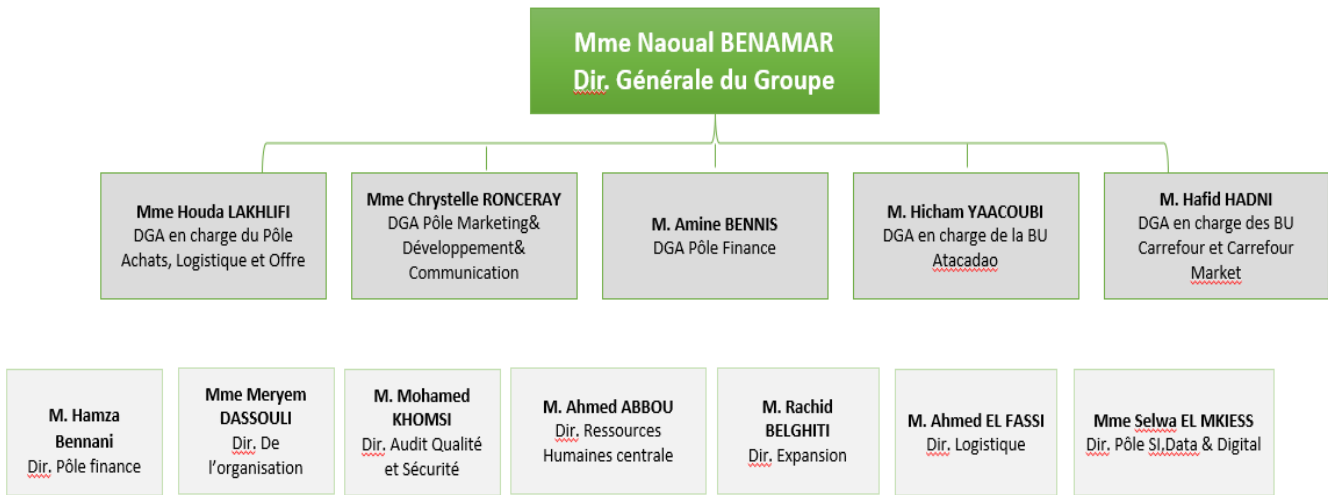 Mme Naoual BENAMAR
Dir. Générale du Groupe
Mme Houda LAKHLIFI
DGA en charge du Pôle
Achats, Logistique et Offre
Mme Chrystelle RONCERAY
DGA Pôle Marketing&
Développement&
Communication
M. Amine BENNIS
DGA Pôle Finance
M. Hicham YAACOUBI
DGA en charge de la BU
Atacadao
M. Hafid HADNI
DGA en charge des BU
Carrefour et Carrefour
Market
M. Hamza
Bennani
Dir. Pôle finance
Mme Meryem
DASSOULI
Dir. De
l'organisation
M. Mohamed
KHOMSI
Dir. Audit Qualité
et Sécurité
M. Ahmed ABBOU
Dir. Ressources
Humaines centrale
M. Rachid
BELGHITI
Dir. Expansion
M. Ahmed EL FASSI
Dir. Logistique
Mme Selwa EL MKIESS
Dir. Pôle SI,Data & Digital